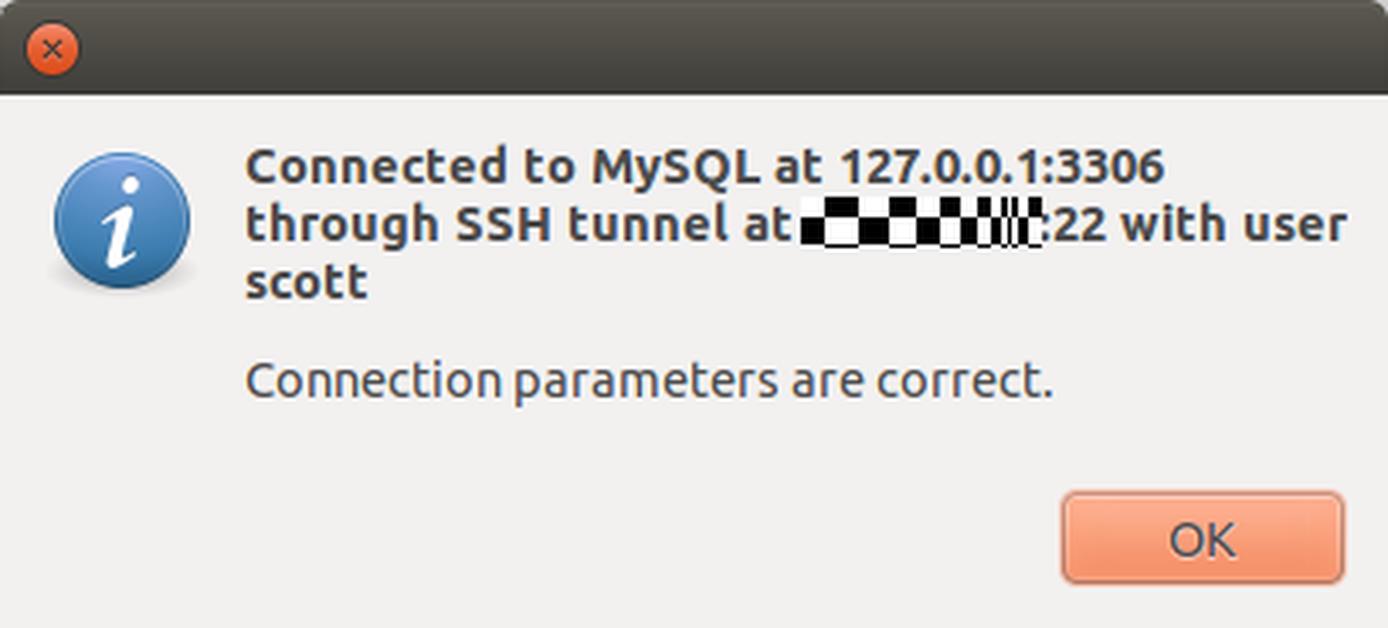 Connected to MySQL at 127.0.0.1:3306
through SSH tunnel at :22 with user
scott
Connection parameters are correct.
OK